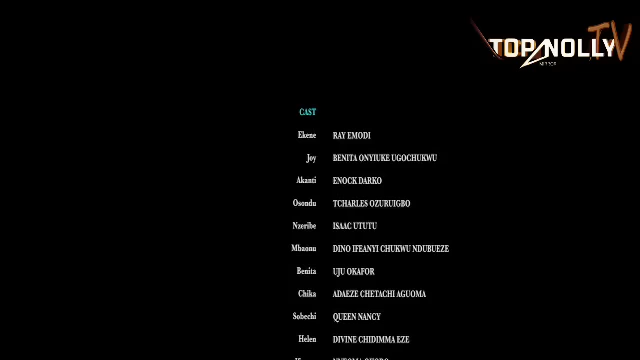 TOP NOLLY TV
MIRROR
CAST
Ekene RAY EMODI
Joy BENITA ONYIUKE UGOCHUKWU
Akanti ENOCK DARKO
Osondu TCHARLES OZURUIGBO
Nzeribe ISAAC UTUTU
Mbaonu DINO IFEANYI CHUKWU NDUBUEZE
Benita UJU OKAFOR
Chika ADAEZE CHETACHI AGUOMA
Sobechi QUEEN NANCY
Helen DIVINE CHIDIMMA EZE